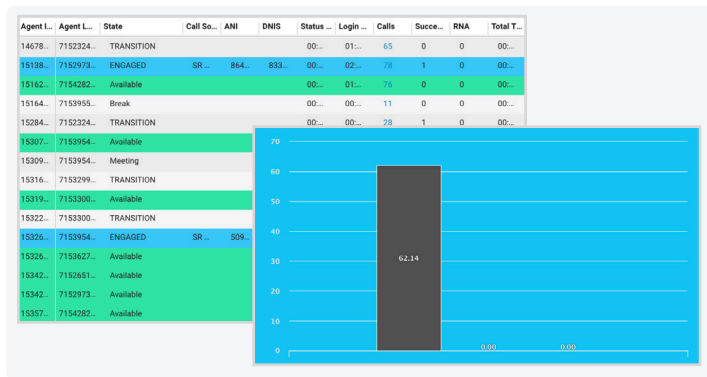 Agent I... Agent L... State Call So... ANI DNIS Status ... Login ... Calls Succe... RNA Total T...
14678... 7152324... TRANSITION 00:... 01:... 65 0 0 00:...
15138... 7152973... ENGAGED SR ... 864... 833... 00:... 02:... 78 1 0 00:...
15162... 7154282... Available 00:... 01:... 76 0 0 00:...
15164... 7153955... Break 00:... 00:... 11 0 0 00:...
15284... 7152324... TRANSITION 00:... 00:... 28 1 0 00:...
15307... 7153954... Available
15309... 7153954... Meeting
15316... 7153299... TRANSITION
15319... 7153300... Available
15322... 7153300... TRANSITION
15326... 7153954... ENGAGED SR ... 509...
15326... 7153627... Available
15342... 7152651... Available
15342... 7152973... Available
15357... 7154282... Available
70
60
50
40
30
20
10
0
62.14
0.00
0.00